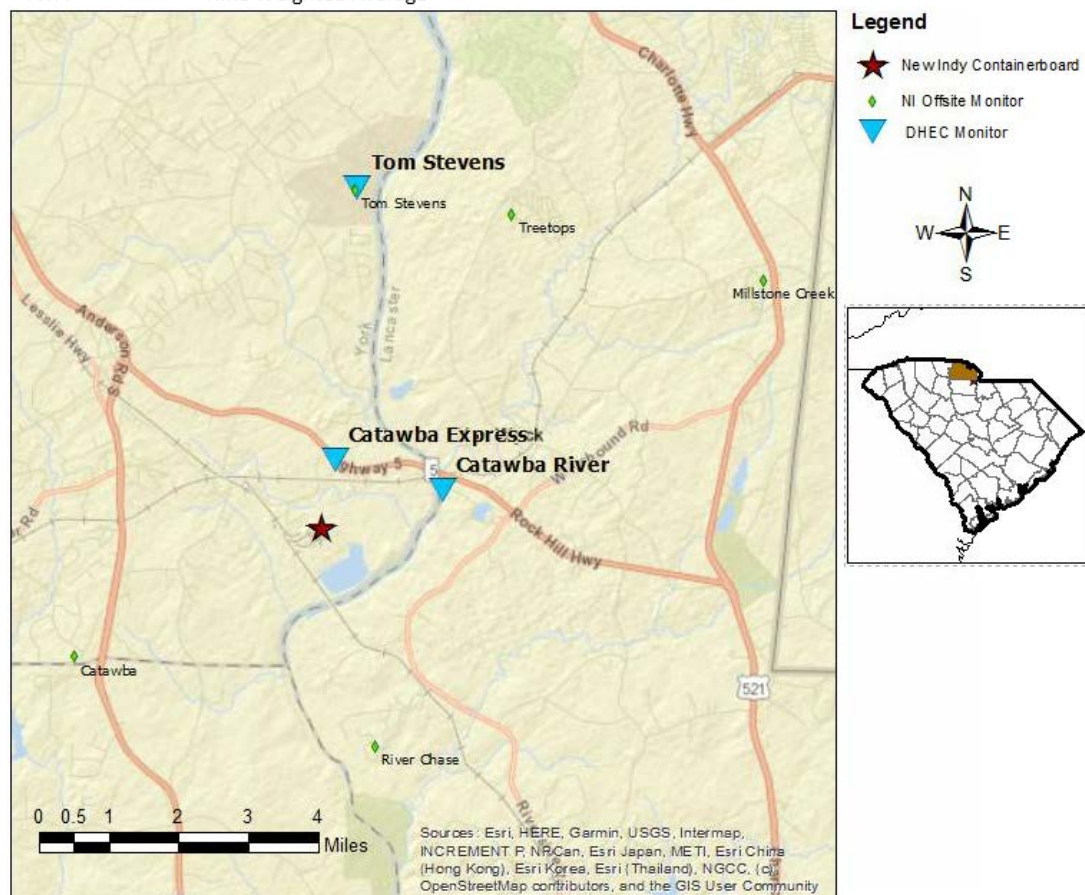 Legend
New Indy Containerboard
NI Offsite Monitor
DHEC Monitor
N
W E
S
Charlotte Hwy
Tom Stevens
Tom Stevens
Treetops
Millstone Creek
Lesslie Hwy
Anderson Rd S
York
Lancaster
Catawba Express
Highway 5
5
Catawba River
Rock Hill Hwy
Catawba
521
River Chase
0 0.5 1 2 3 4
Miles
Sources: Esri, HERE, Garmin, USGS, Intermap,
INCREMENT P, NRCan, Esri Japan, METI, Esri China
(Hong Kong), Esri Korea, Esri (Thailand), NGCC, (c)
OpenStreetMap contributors, and the GIS User Community